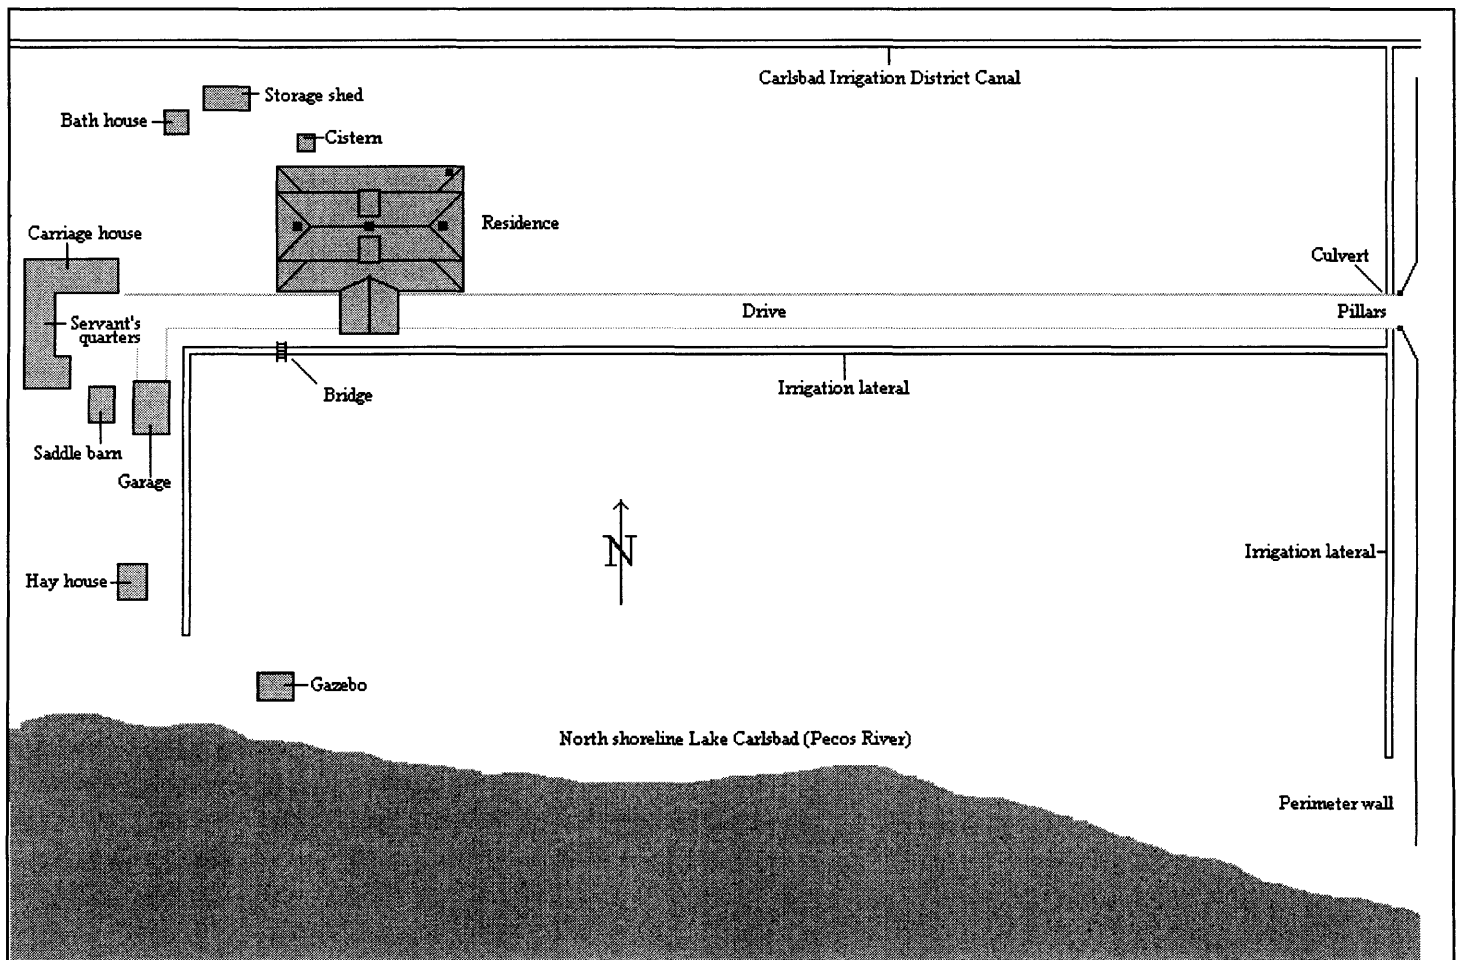 Carlsbad Irrigation District Canal
Storage shed
Bath house
Cistern
Residence
Carriage house
Culvert
Drive
Pillars
Servant's
quarters
Irrigation lateral
Bridge
Saddle barn
Garage
N
Irrigation lateral
Hay house
Gazebo
North shoreline Lake Carlsbad (Pecos River)
Perimeter wall